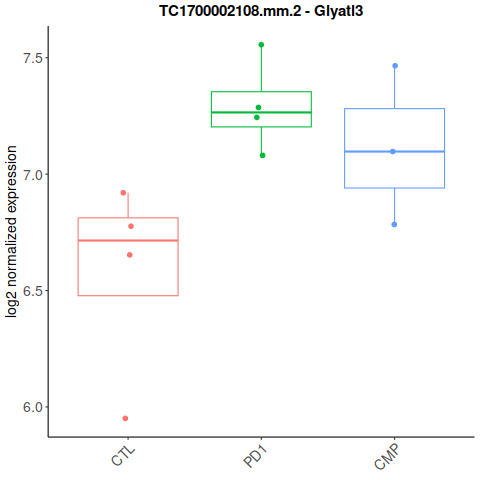 TC1700002108.mm.2 - Glyatl3
log2 normalized expression
7.5
7.0
6.5
6.0
CTL
PD1
CMP